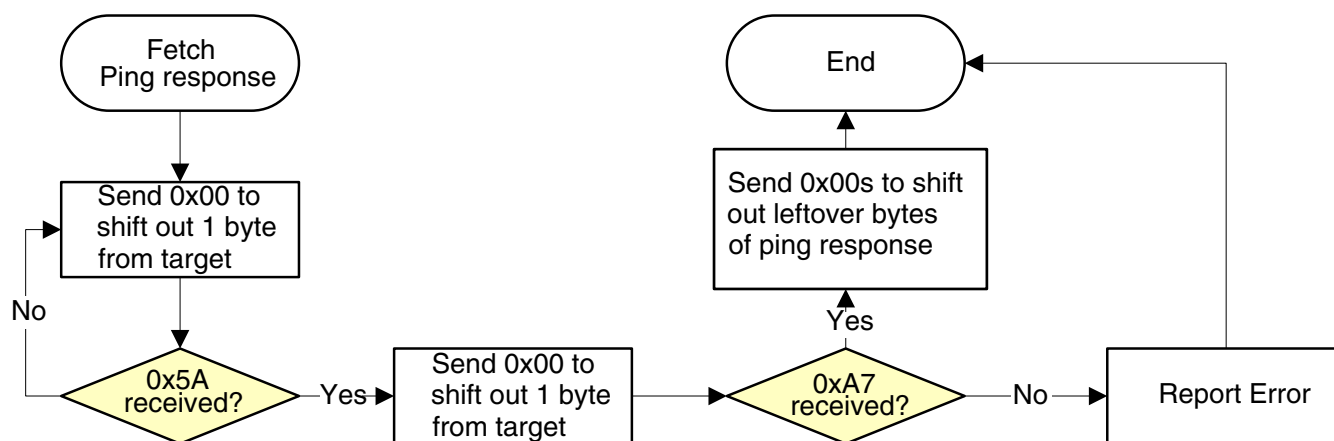 Fetch
Ping response
Send 0x00 to
shift out 1 byte
from target
No
0x5A
received?
Yes
Send 0x00 to
shift out 1 byte
from target
0xA7
received?
Yes
Send 0x00s to shift
out leftover bytes
of ping response
End
No
Report Error